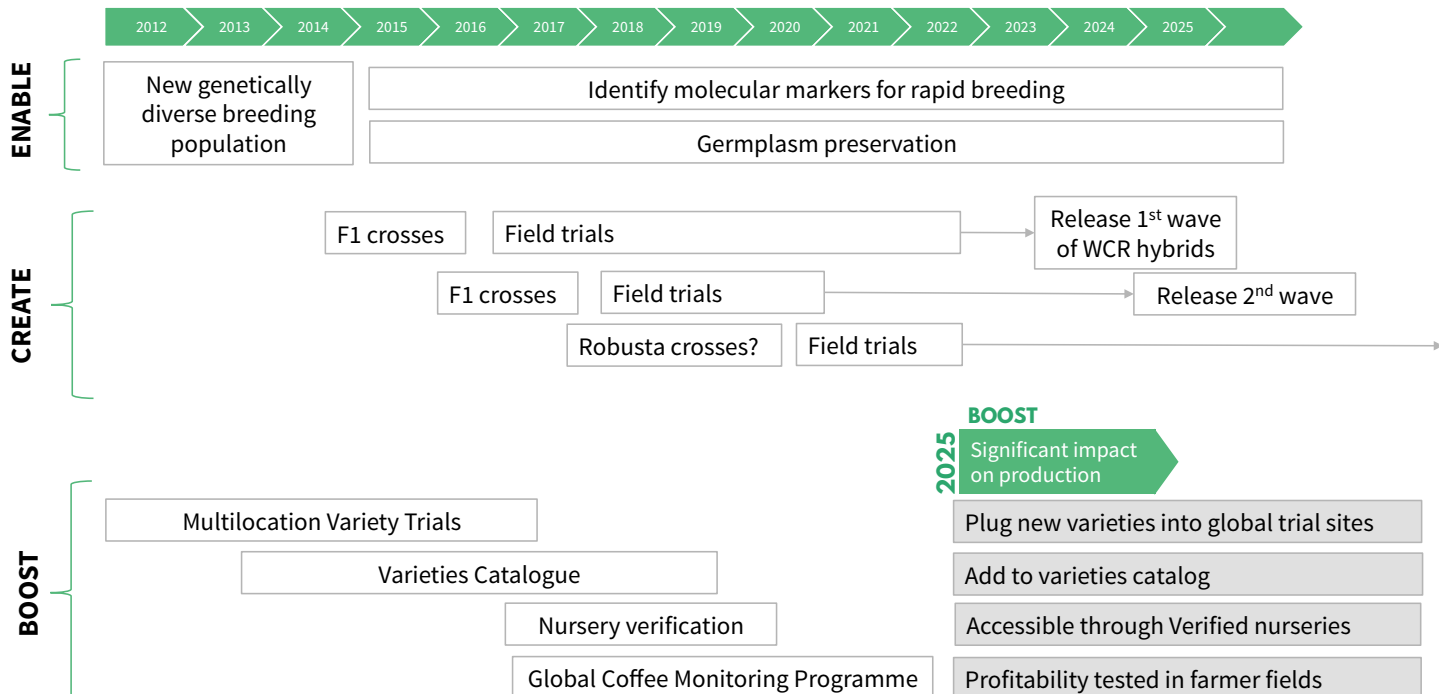 2012 2013 2014 2015 2016 2017 2018 2019 2020 2021 2022 2023 2024 2025
ENABLE
New genetically
diverse breeding
population
Identify molecular markers for rapid breeding
Germplasm preservation
CREATE
F1 crosses
Field trials
Release 1st wave
of WCR hybrids
F1 crosses
Field trials
Release 2nd wave
Robusta crosses?
Field trials
BOOST
2025
Significant impact
on production
BOOST
Multilocation Variety Trials
Plug new varieties into global trial sites
Varieties Catalogue
Add to varieties catalog
Nursery verification
Accessible through Verified nurseries
Global Coffee Monitoring Programme
Profitability tested in farmer fields